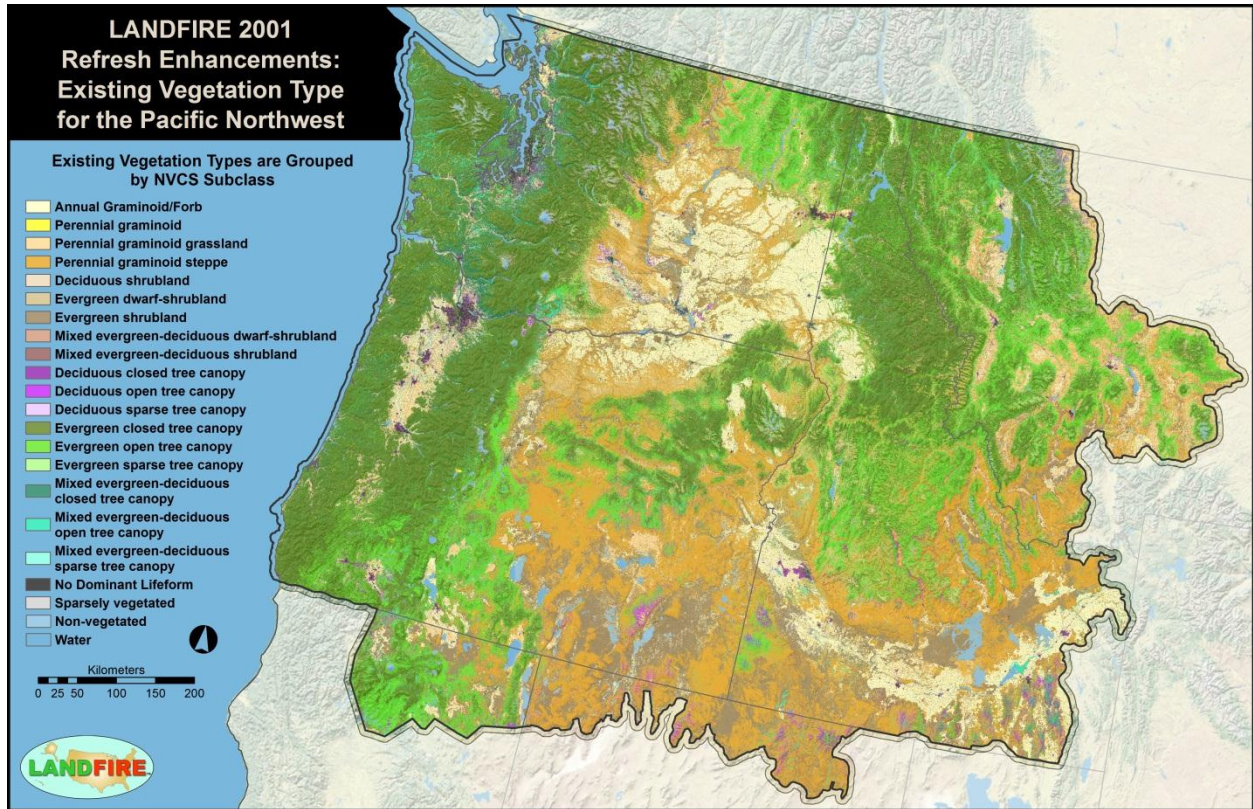 LANDFIRE 2001
Refresh Enhancements:
Existing Vegetation Type
for the Pacific Northwest
Existing Vegetation Types are Grouped
by NVCS Subclass
Annual Graminoid/Forb
Perennial graminoid
Perennial graminoid grassland
Perennial graminoid steppe
Deciduous shrubland
Evergreen dwarf-shrubland
Evergreen shrubland
Mixed evergreen-deciduous dwarf-shrubland
Mixed evergreen-deciduous shrubland
Deciduous closed tree canopy
Deciduous open tree canopy
Deciduous sparse tree canopy
Evergreen closed tree canopy
Evergreen open tree canopy
Evergreen sparse tree canopy
Mixed evergreen-deciduous
closed tree canopy
Mixed evergreen-deciduous
open tree canopy
Mixed evergreen-deciduous
sparse tree canopy
No Dominant Lifeform
Sparsely vegetated
Non-vegetated
Water
Kilometers
0 25 50 100 150 200
LANDFIRE